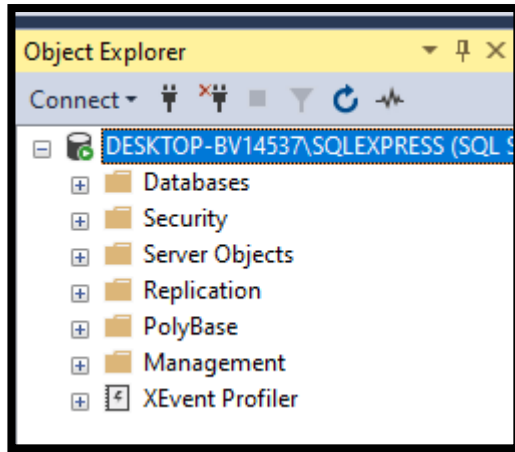 Object Explorer
Connect
DESKTOP-BV14537\SQLEXPRESS (SQL S
Databases
Security
Server Objects
Replication
PolyBase
Management
XEvent Profiler